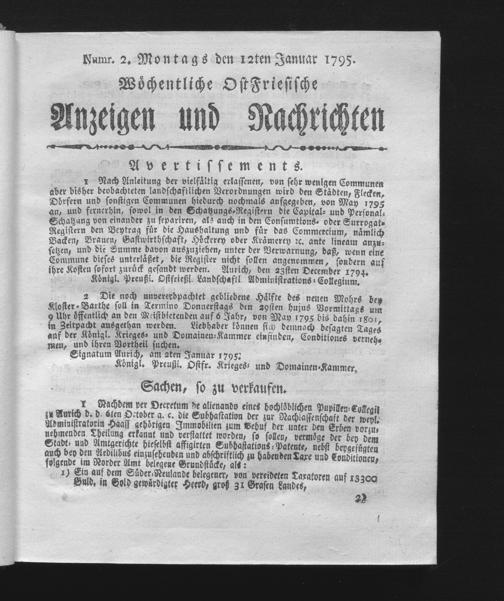 Numr. 2. Montags den 12ten Januar 1795.
Wöchentliche OstFriesische
Anzeigen und Nachrichten
Avertissements.
1 Nach Anleitung der vielfältig erlassenen, von sehr wenigen Communen
aber bisher beobachteten landschaftlichen Verordnungen wird den Städten, Flecken,
Dörfern und sonstigen Communen hiedurch nochmals aufgegeben, von May 1795
an, und fernerhin, sowol in den Schatzungs-Registern die Capital- und Personal-
Schatzung von einander zu separiren, als auch in den Consumtions- oder Surrogat-
Registern den Beytrag für die Haushaltung und für das Commercium, nämlich
Backen, Brauen, Gastwirthschaft, Höckerey oder Krämerey ꝛc. ante lineam anzu-
setzen, und die Summe davon auszuziehen, unter der Verwarnung, daß, wenn eine
Commune dieses unterläßt, die Register nicht sollen angenommen, sondern auf
ihre Kosten sofort zurück gesandt werden. Aurich, den 23sten December 1794.
Königl. Preußl. Ostfriesl. Landschaftl Administrations-Collegium.
2 Die noch unvererbpachtet gebliebene Hälfte des neuen Mohrs bey
Kloster-Barthe soll in Termino Donnerstags den 29sten hujus Vormittags um
9 Uhr öffentlich an den Meistbietenden auf 6 Jahr, von May 1795 bis dahin 1801,
in Zeitpacht ausgethan werden. Liebhaber können sich demnach besagten Tages
auf der Königl. Krieges- und Domainen-Kammer einfinden, Conditiones verneh-
men, und ihren Vortheil suchen.
Signatum Aurich, am 2ten Januar 1795.
Königl. Preußl. Ostfr. Krieges- und Domainen-Kammer.
Sachen, so zu verkaufen.
1 Nachdem per Decretum de alienando eines hochlöblichen Pupillen-Collegii
zu Aurich d. d. 6ten October a. c. die Subhastation der zur Nachlassenschaft der weyl.
Administratorin Haaß gehörigen Immobilien zum Behuf der unter den Erben vorzu-
nehmenden Theilung erkannt und verstattet worden, so sollen, vermöge der bey dem
Stadt- und Amtgerichte hieselbst affigirten Subhastations-Patente, nebst beygefügten
auch bey den Aedilibus einzusehenden und abschriftlich zu habenden Taxe und Conditionen,
folgende im Norder Amt belegene Grundstücke, als:
1) Ein auf dem Süder-Neulande belegener, von vereideten Taxatoren auf 13300
Guld. in Gold gewürdigter Heerd, groß 31 Grasen Landes,